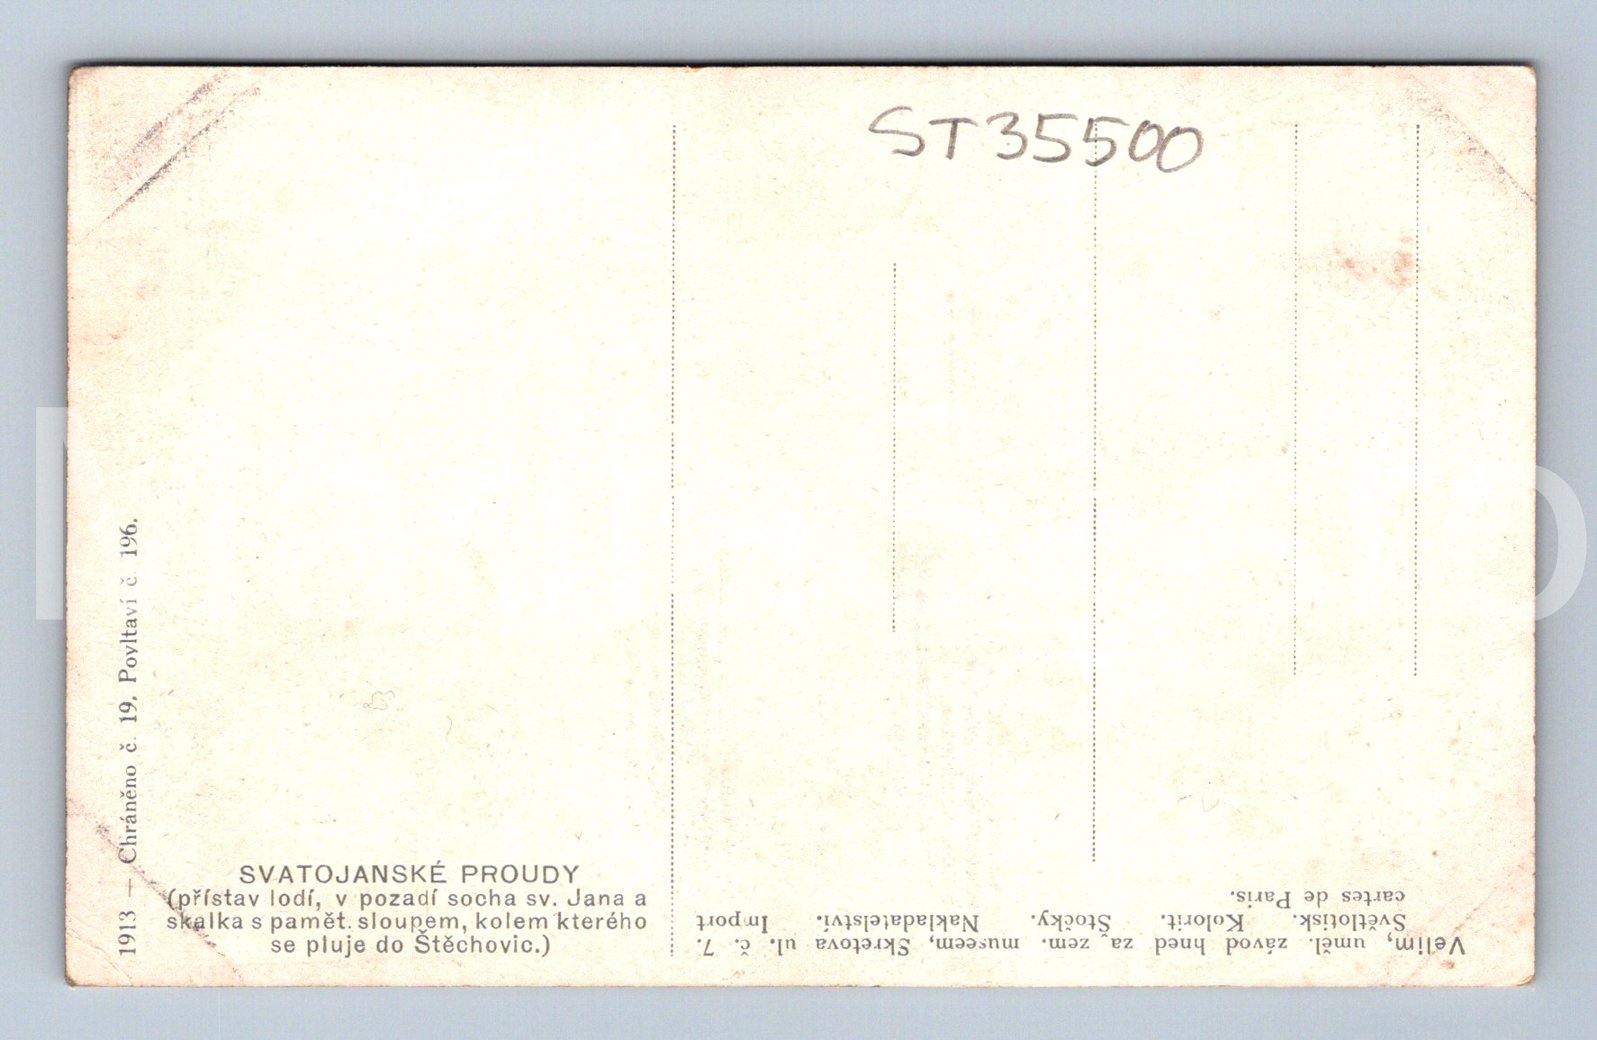 ST35500
1913 — Chráněno č. 19, Povltaví č 196.
SVATOJANSKÉ PROUDY
(přístav lodí, v pozadí socha sv. Jana a
skalka s pamět. sloupem, kolem kterého
se pluje do Štěchovic.)
Velim, uměl. závod hned za zem. museem, Skretova ul. č. 7.
Světlotisk. Kolorit. Štočky. Nakladatelství. Import
cartes de Paris.